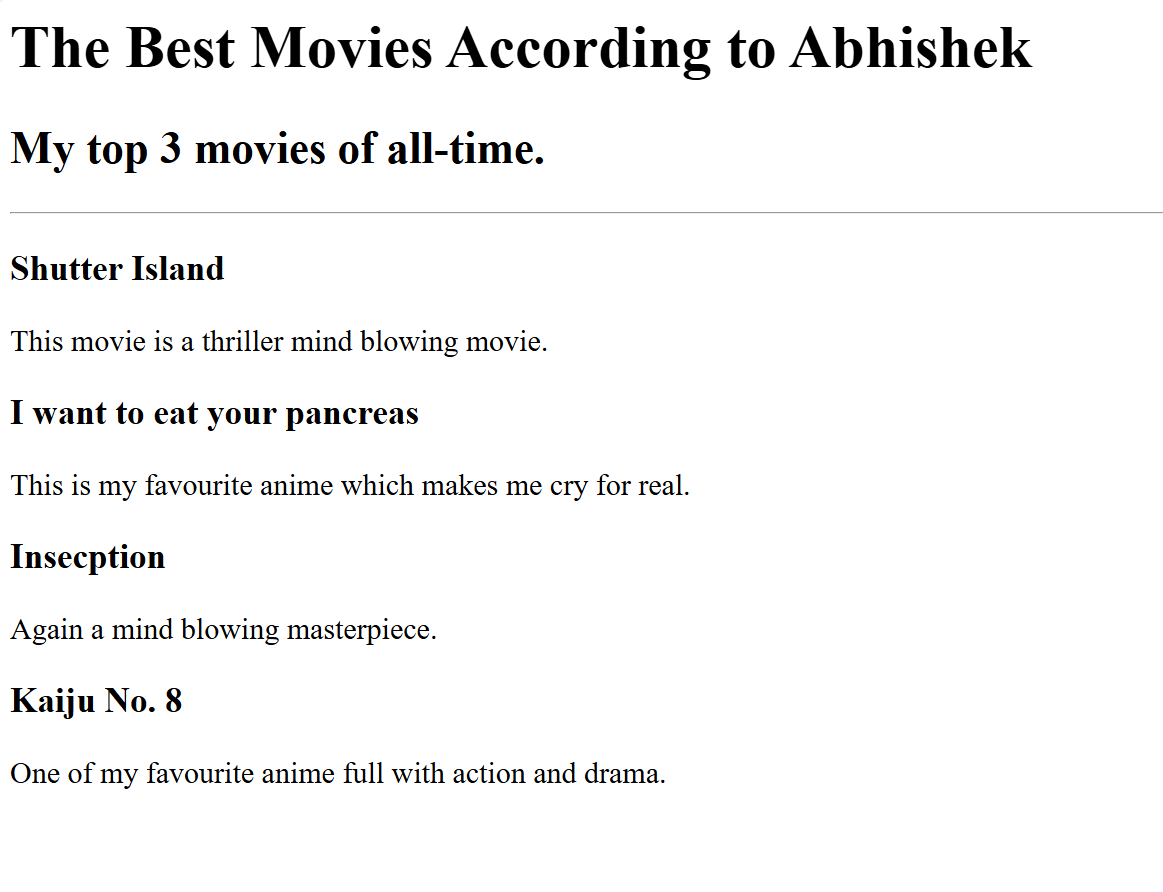 The Best Movies According to Abhishek
My top 3 movies of all-time.
Shutter Island
This movie is a thriller mind blowing movie.
I want to eat your pancreas
This is my favourite anime which makes me cry for real.
Insecption
Again a mind blowing masterpiece.
Kaiju No. 8
One of my favourite anime full with action and drama.